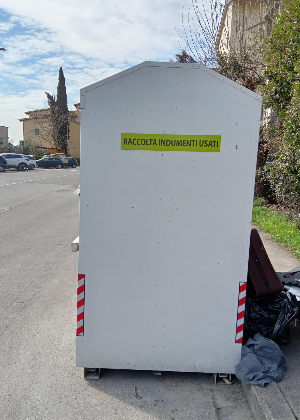 RACCOLTA INDUMENTI USATI